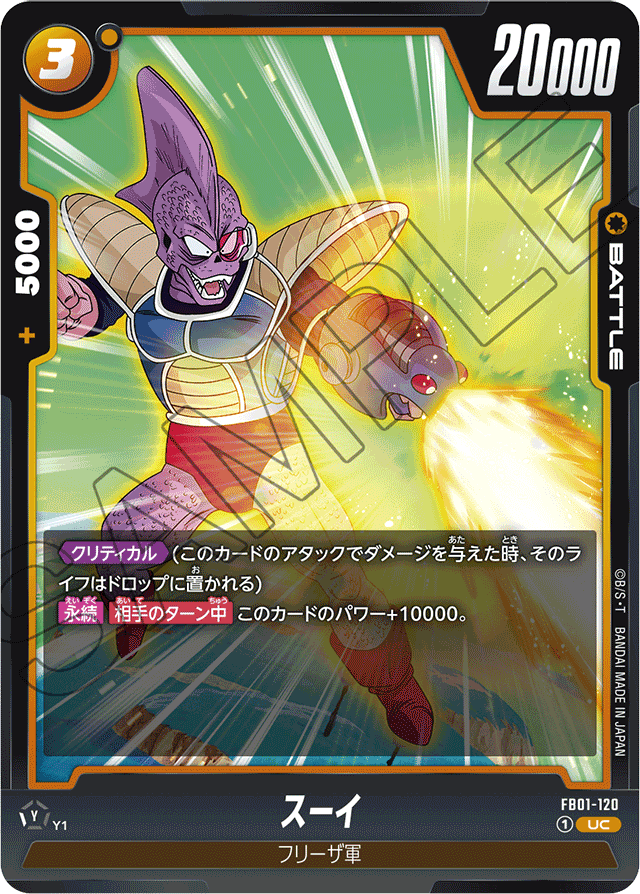 3
20000
+ 5000
BATTLE
クリティカル (このカードのアタックでダメージを与えた時、そのラ
イフはドロップに置かれる)
永続 相手のターン中 このカードのパワー+10000。
SAMPLE
©B/S・T BANDAI MADE IN JAPAN
Y Y1
スーイ
FB01-120
1 UC
フリーザ軍